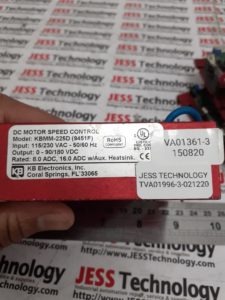 JESS Technology
DC MOTOR SPEED CONTROL
Model: KBMM-225D (9451F)
Input: 115/230 VAC - 50/60 Hz
Output: 0 - 90/180 VDC
Rated: 8.0 ADC, 16.0 ADC w/Aux. Heatsink.
KB
KB Electronics, Inc.
Coral Springs, FL 33065
RoHS
COMPLIANT
VA01361-3
150820
JESS TECHNOLOGY
TVA01996-3-021220
JESS Technology